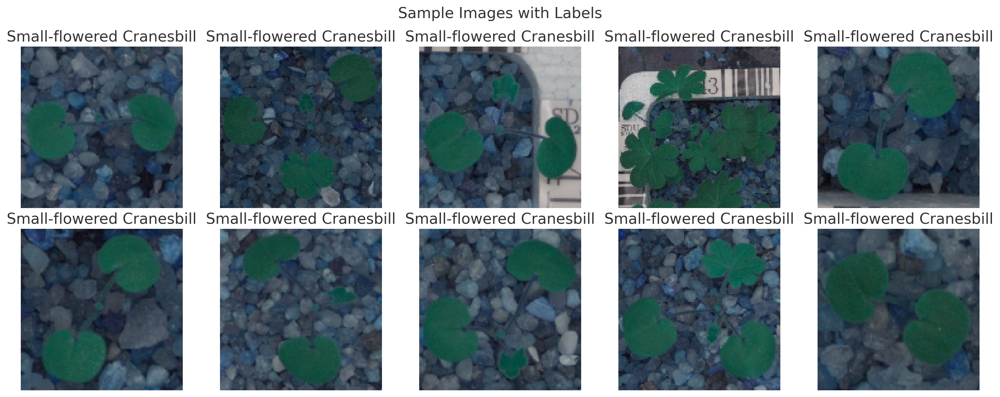 Sample Images with Labels
Small-flowered Cranesbill Small-flowered Cranesbill Small-flowered Cranesbill Small-flowered Cranesbill Small-flowered Cranesbill
SD
2
13
SDU
Small-flowered Cranesbill Small-flowered Cranesbill Small-flowered Cranesbill Small-flowered Cranesbill Small-flowered Cranesbill